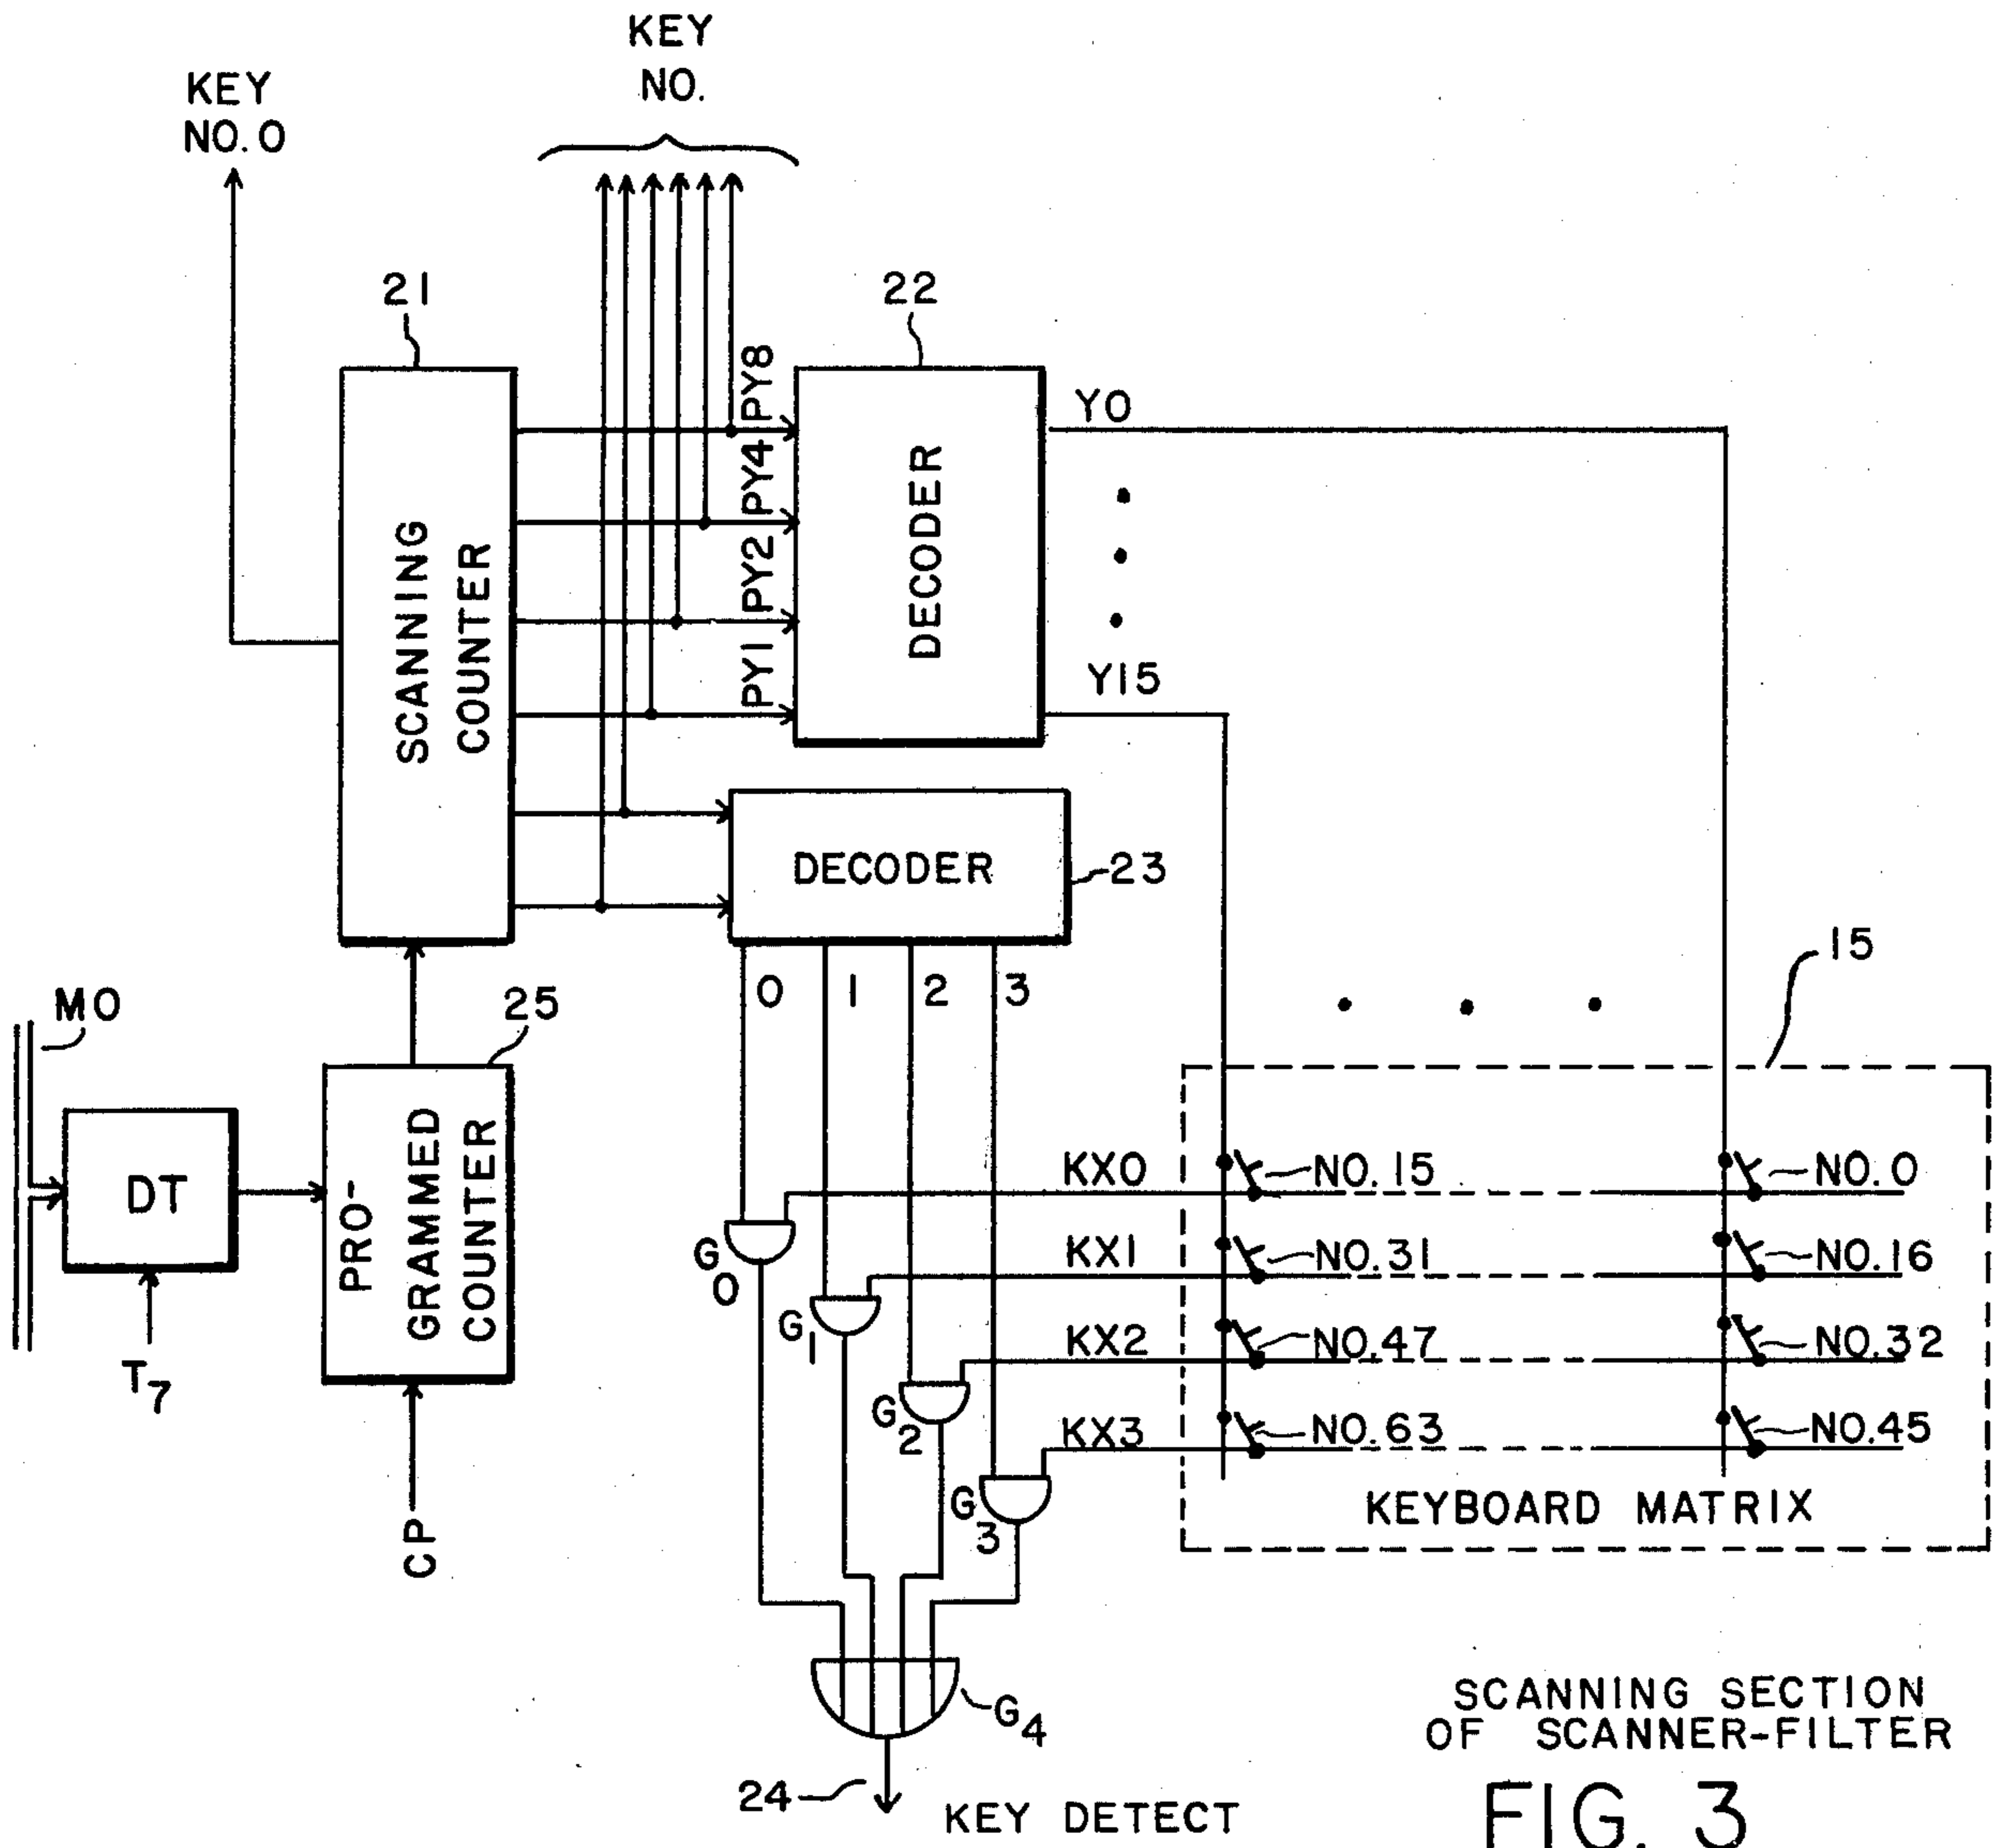 KEY
NO.
KEY
NO. 0
21
22
PY8
PY4
PY2
PY1
Y0
Y15
SCANNING
COUNTER
DECODER
DECODER
23
0 1 2 3
15
M0
25
DT
PRO-
GRAMMED
COUNTER
T7
CP
KX0
KX1
KX2
KX3
NO. 15
NO. 0
NO. 31
NO. 16
NO. 47
NO. 32
NO. 63
NO. 45
G0
G1
G2
G3
KEYBOARD MATRIX
G4
24
KEY DETECT
SCANNING SECTION
OF SCANNER-FILTER
FIG. 3